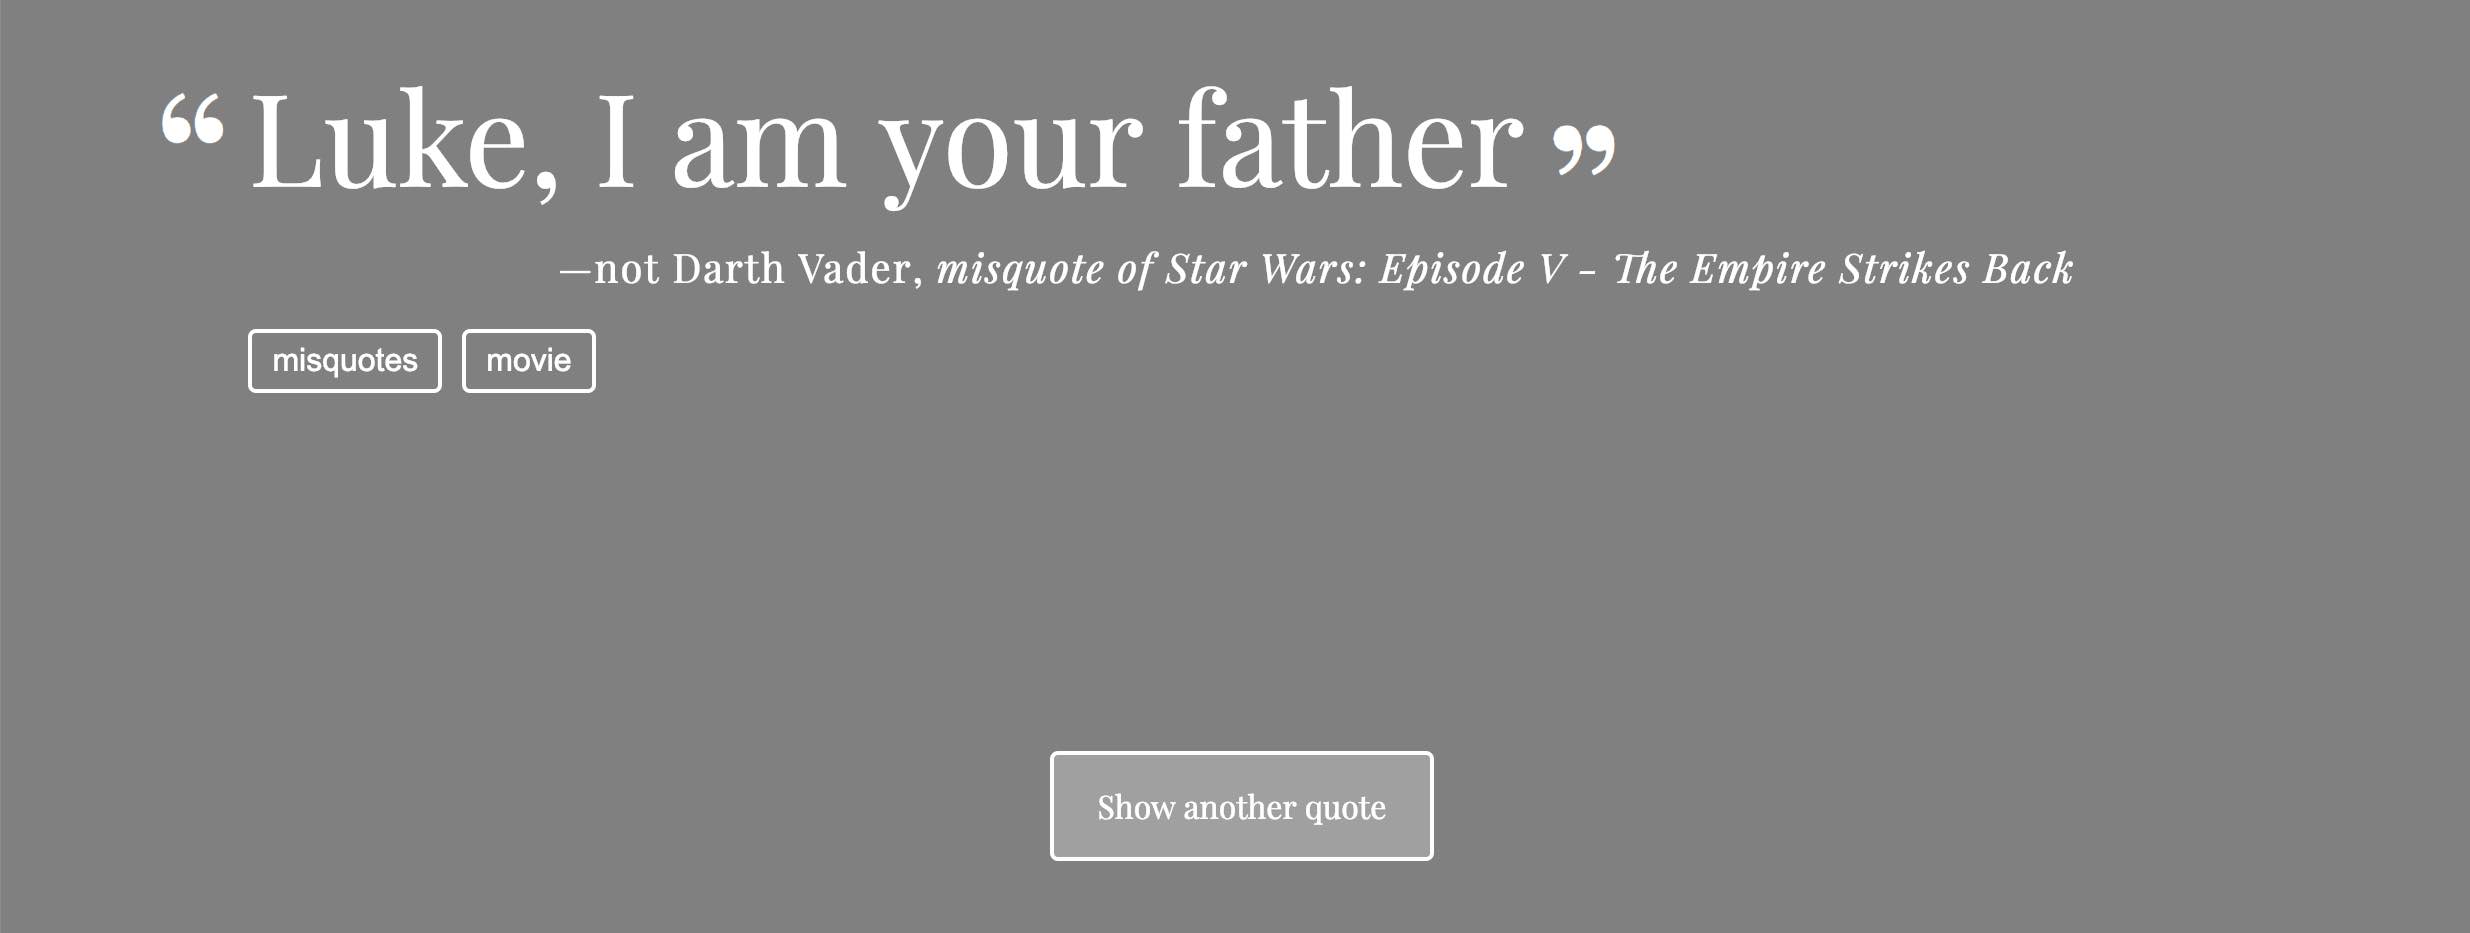 “Luke, I am your father”
—not Darth Vader, misquote of Star Wars: Episode V - The Empire Strikes Back
misquotes movie
Show another quote